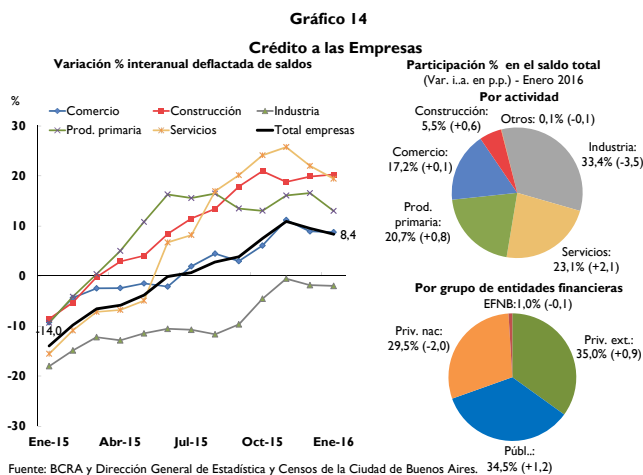 Gráfico 14
Crédito a las Empresas
Variación % interanual deflactada de saldos
%
Comercio
Construcción
Industria
Prod. primaria
Servicios
Total empresas
30
20
10
0
-10
-20
-30
8,4
-14,0
Ene-15
Abr-15
Jul-15
Oct-15
Ene-16
Participación % en el saldo total
(Var. i..a. en p.p.) - Enero 2016
Por actividad
Construcción:
5,5% (+0,6)
Otros: 0,1% (-0,1)
Industria:
33,4% (-3,5)
Comercio:
17,2% (+0,1)
Prod.
primaria:
20,7% (+0,8)
Servicios:
23,1% (+2,1)
Por grupo de entidades financieras
EFNB:1,0% (-0,1)
Priv. nac:
29,5% (-2,0)
Priv. ext.:
35,0% (+0,9)
Públ..:
34,5% (+1,2)
Fuente: BCRA y Dirección General de Estadística y Censos de la Ciudad de Buenos Aires.